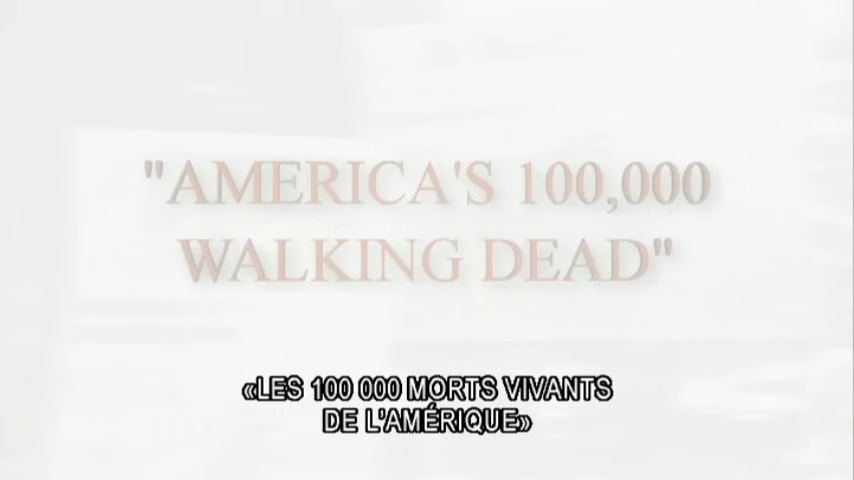 "AMERICA'S 100,000
WALKING DEAD"
«LES 100 000 MORTS VIVANTS
DE L'AMÉRIQUE»